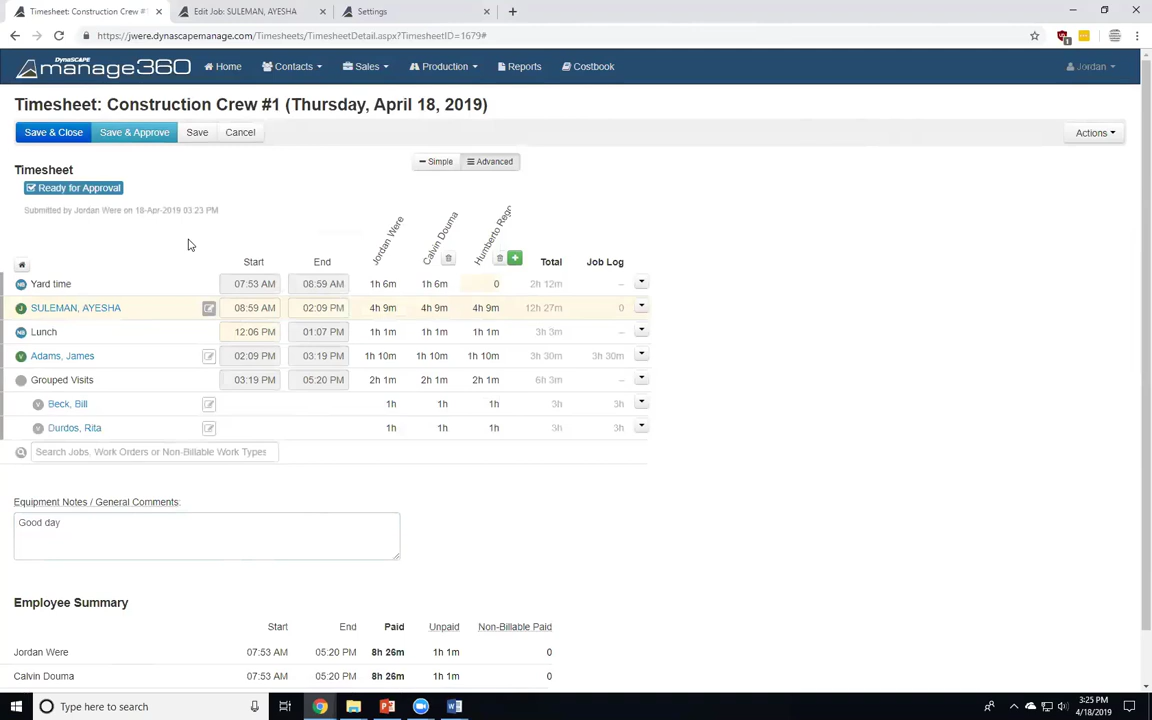 Timesheet: Construction Crew #1
Edit Job: SULEMAN, AYESHA
Settings
https://jwere.dynascapemanage.com/Timesheets/TimesheetDetail.aspx?TimesheetID=1679#
DynaSCAPE manage360 Home Contacts Sales Production Reports Costbook Jordan
Timesheet: Construction Crew #1 (Thursday, April 18, 2019)
Save & Close Save & Approve Save Cancel Actions
Timesheet Simple Advanced
Ready for Approval
Submitted by Jordan Were on 18-Apr-2019 03:23 PM
Jordan Were Calvin Douma Humberto Rego
Start End Total Job Log
NB Yard time 07:53 AM 08:59 AM 1h 6m 1h 6m 0 2h 12m –
J SULEMAN, AYESHA 08:59 AM 02:09 PM 4h 9m 4h 9m 4h 9m 12h 27m 0
NB Lunch 12:06 PM 01:07 PM 1h 1m 1h 1m 1h 1m 3h 3m –
V Adams, James 02:09 PM 03:19 PM 1h 10m 1h 10m 1h 10m 3h 30m 3h 30m
Grouped Visits 03:19 PM 05:20 PM 2h 1m 2h 1m 2h 1m 6h 3m –
V Beck, Bill 1h 1h 1h 3h 3h
V Durdos, Rita 1h 1h 1h 3h 3h
Search Jobs, Work Orders or Non-Billable Work Types
Equipment Notes / General Comments:
Good day
Employee Summary
Start End Paid Unpaid Non-Billable Paid
Jordan Were 07:53 AM 05:20 PM 8h 26m 1h 1m 0
Calvin Douma 07:53 AM 05:20 PM 8h 26m 1h 1m 0
Type here to search
3:25 PM
4/18/2019